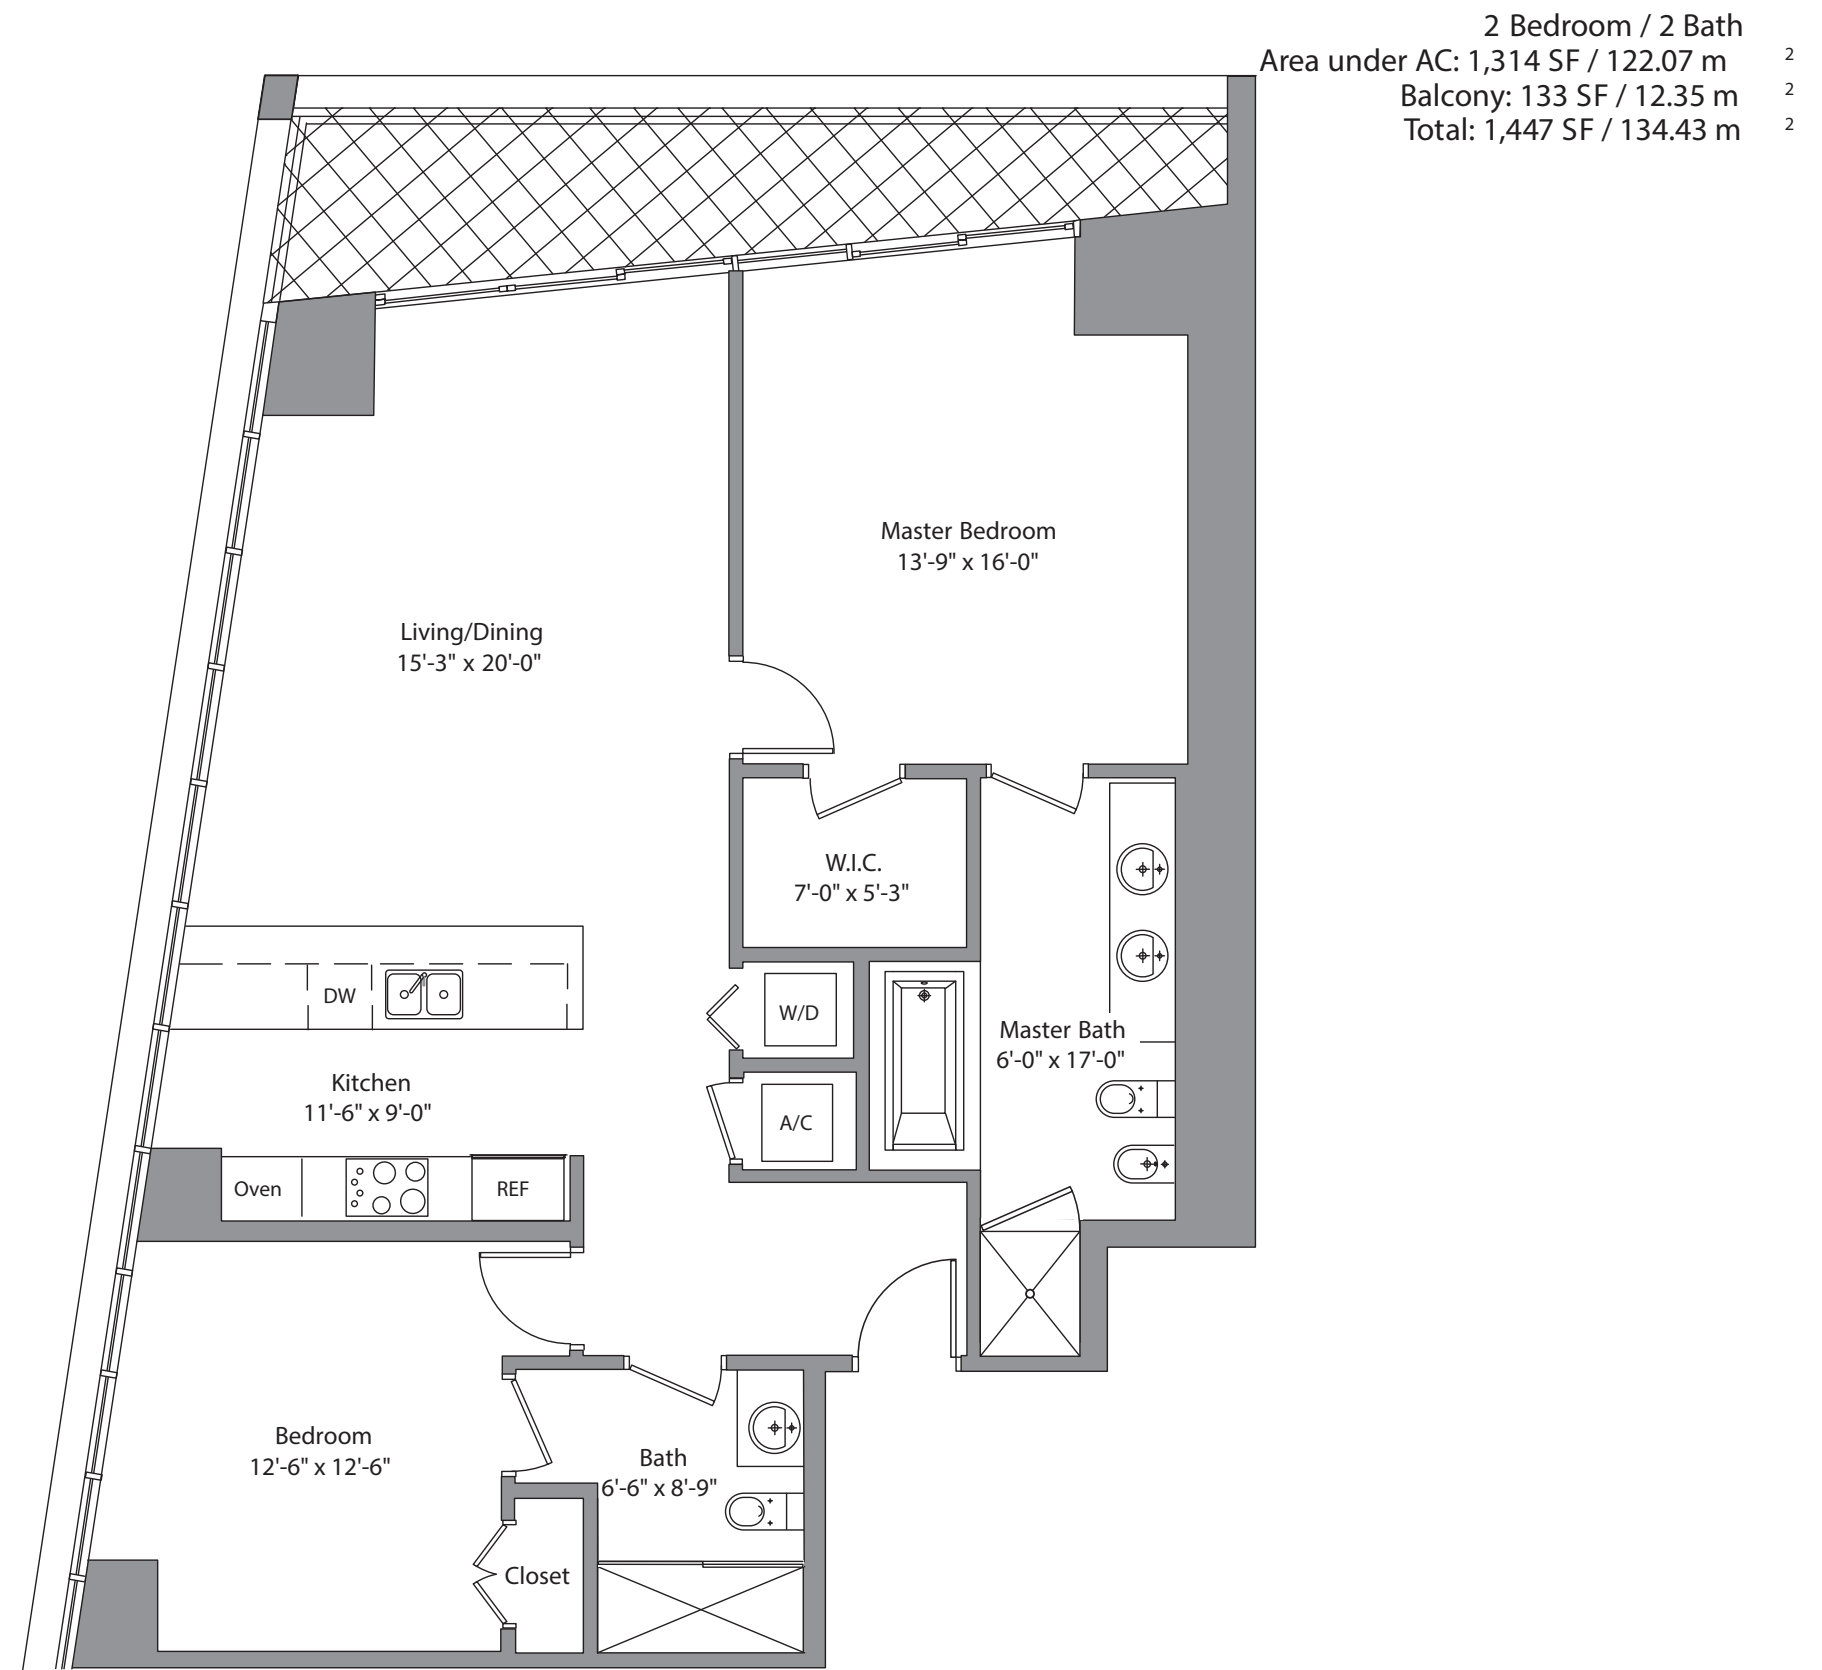 2 Bedroom / 2 Bath
Area under AC: 1,314 SF / 122.07 m 2
Balcony: 133 SF / 12.35 m 2
Total: 1,447 SF / 134.43 m 2
Master Bedroom
13'-9" x 16'-0"
Living/Dining
15'-3" x 20'-0"
W.I.C.
7'-0" x 5'-3"
DW
W/D
Master Bath
6'-0" x 17'-0"
Kitchen
11'-6" x 9'-0"
A/C
Oven
REF
Bedroom
12'-6" x 12'-6"
Bath
6'-6" x 8'-9"
Closet